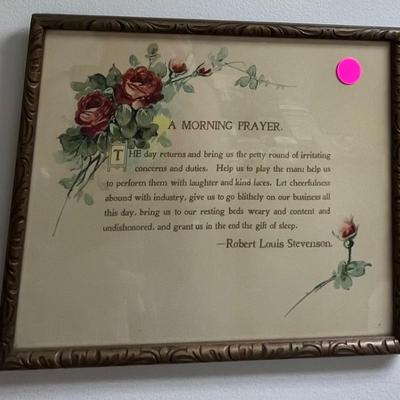 A MORNING PRAYER.
THE day returns and bring us the petty round of irritating
concerns and duties. Help us to play the man: help us
to perform them with laughter and kind faces. Let cheerfulness
abound with industry, give us to go blithely on our business all
this day, bring us to our resting beds weary and content and
undishonored, and grant us in the end the gift of sleep.
—Robert Louis Stevenson.